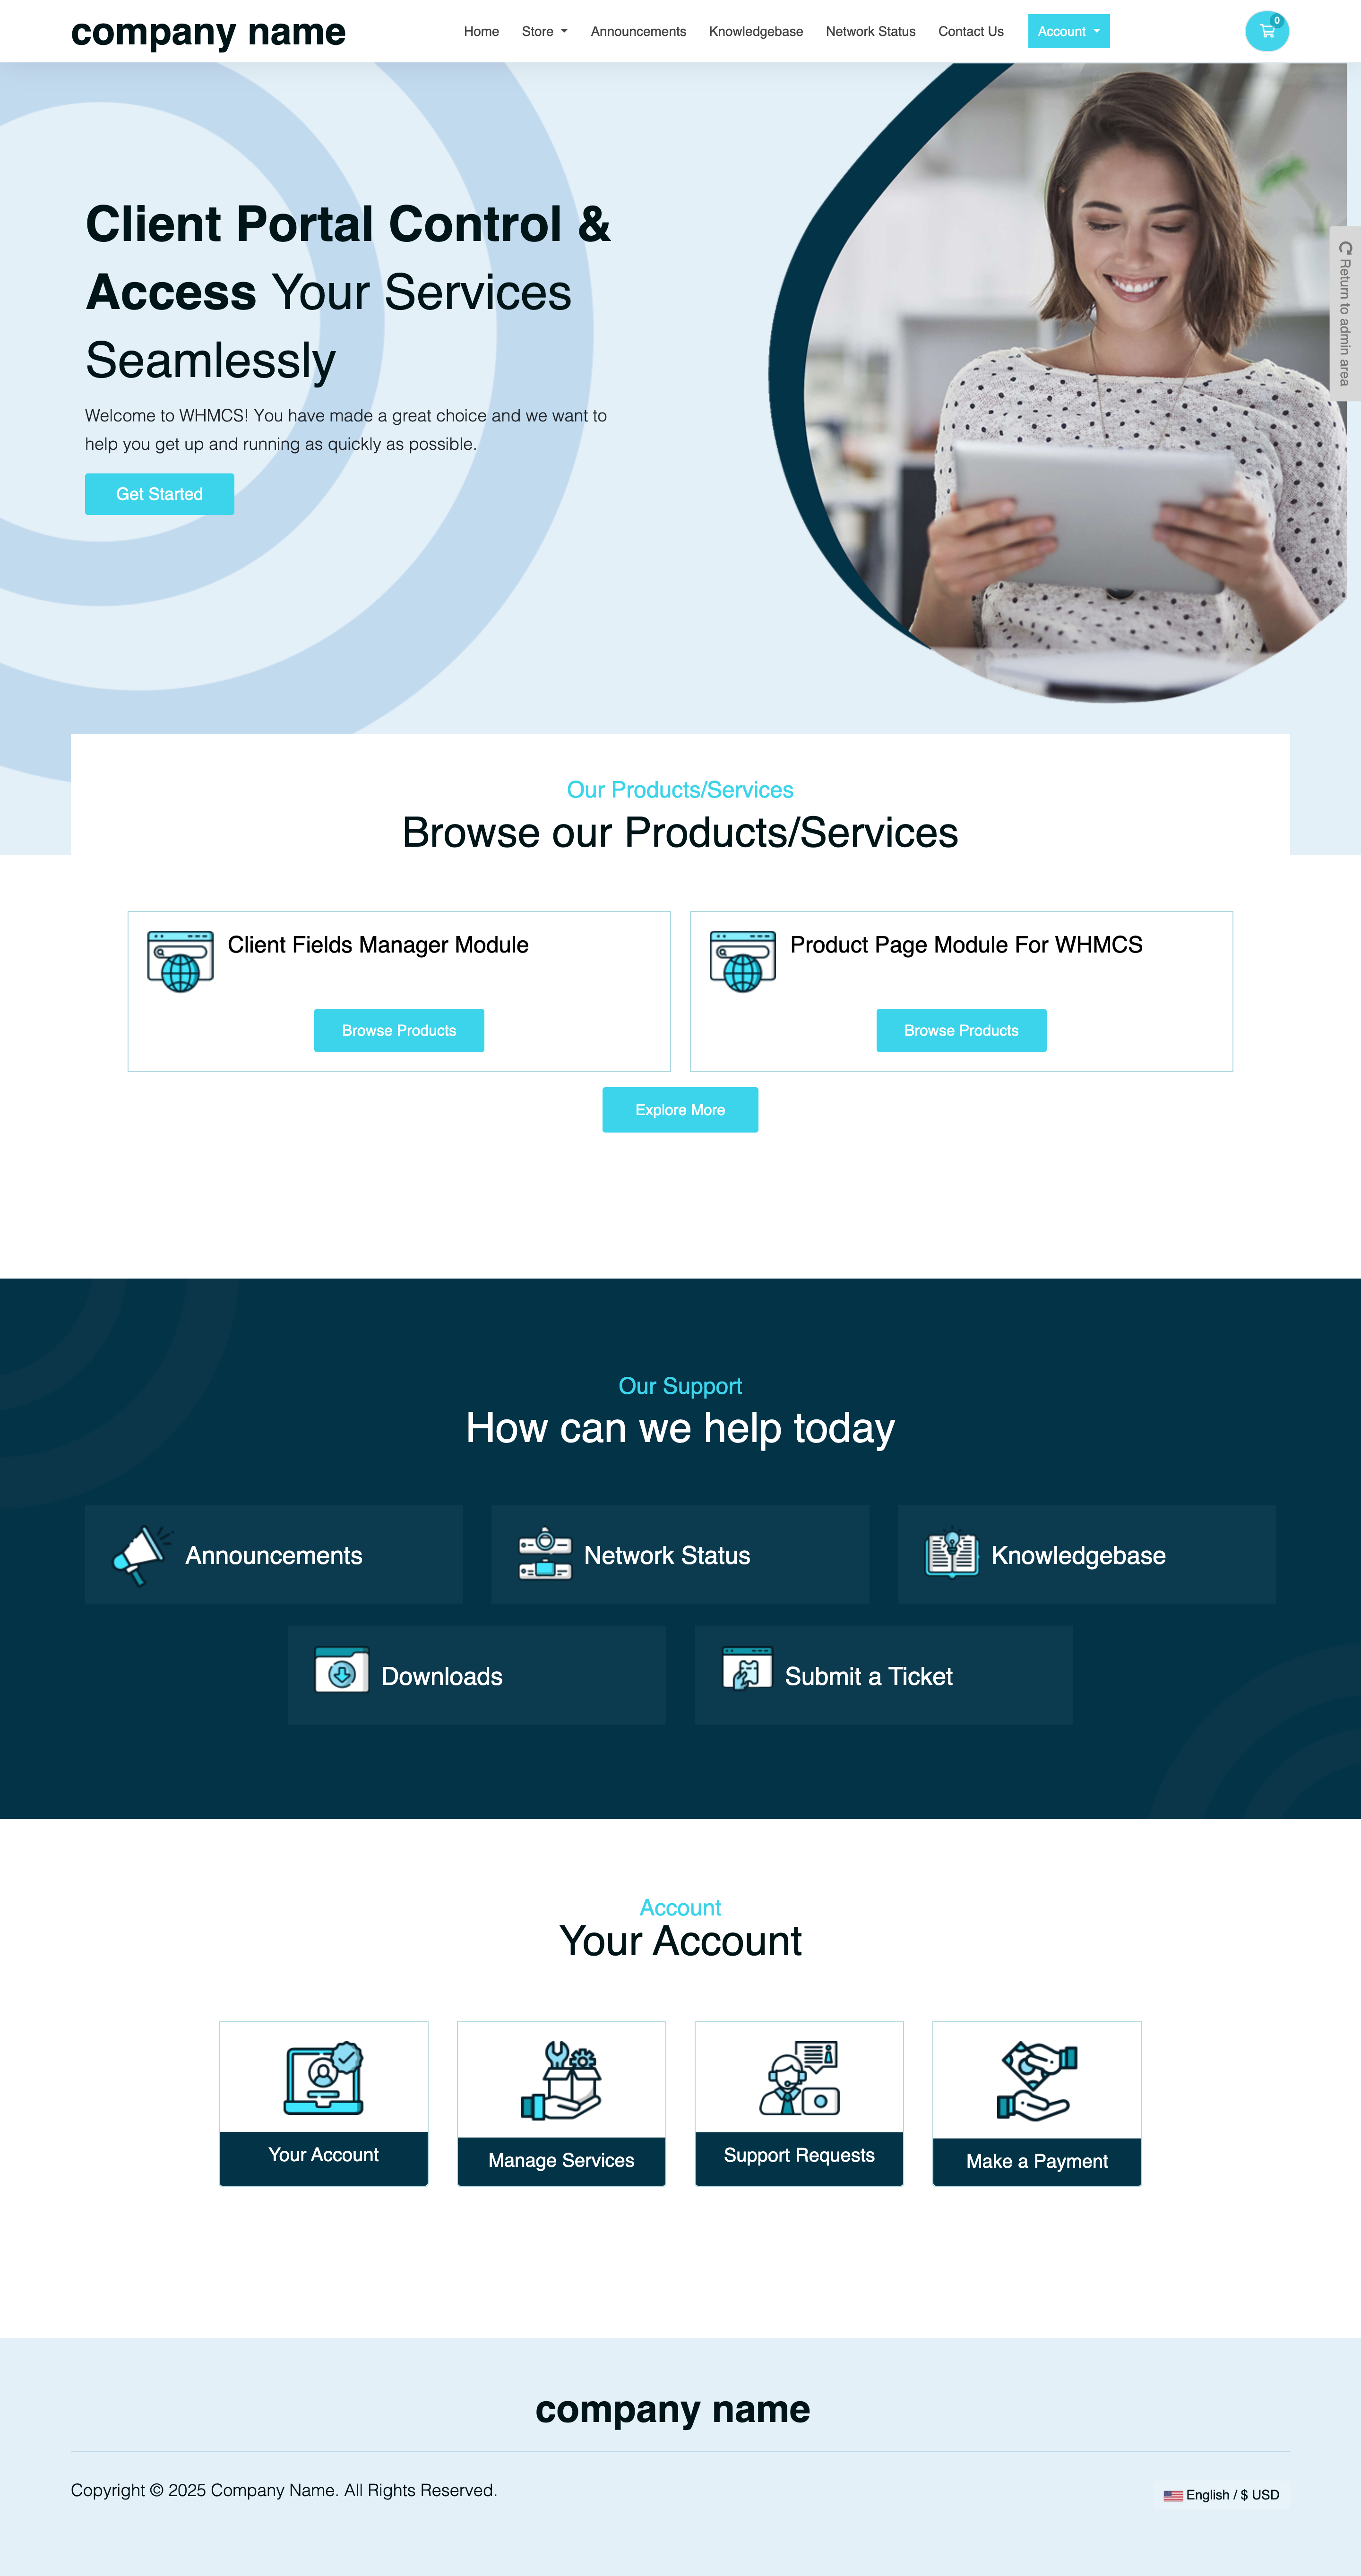 company name
Home
Store
Announcements
Knowledgebase
Network Status
Contact Us
Account
0
Client Portal Control &
Access Your Services
Seamlessly
Welcome to WHMCS! You have made a great choice and we want to
help you get up and running as quickly as possible.
Get Started
Return to admin area
Our Products/Services
Browse our Products/Services
Client Fields Manager Module
Browse Products
Product Page Module For WHMCS
Browse Products
Explore More
Our Support
How can we help today
Announcements
Network Status
Knowledgebase
Downloads
Submit a Ticket
Account
Your Account
Your Account
Manage Services
Support Requests
Make a Payment
company name
Copyright © 2025 Company Name. All Rights Reserved.
English / $ USD